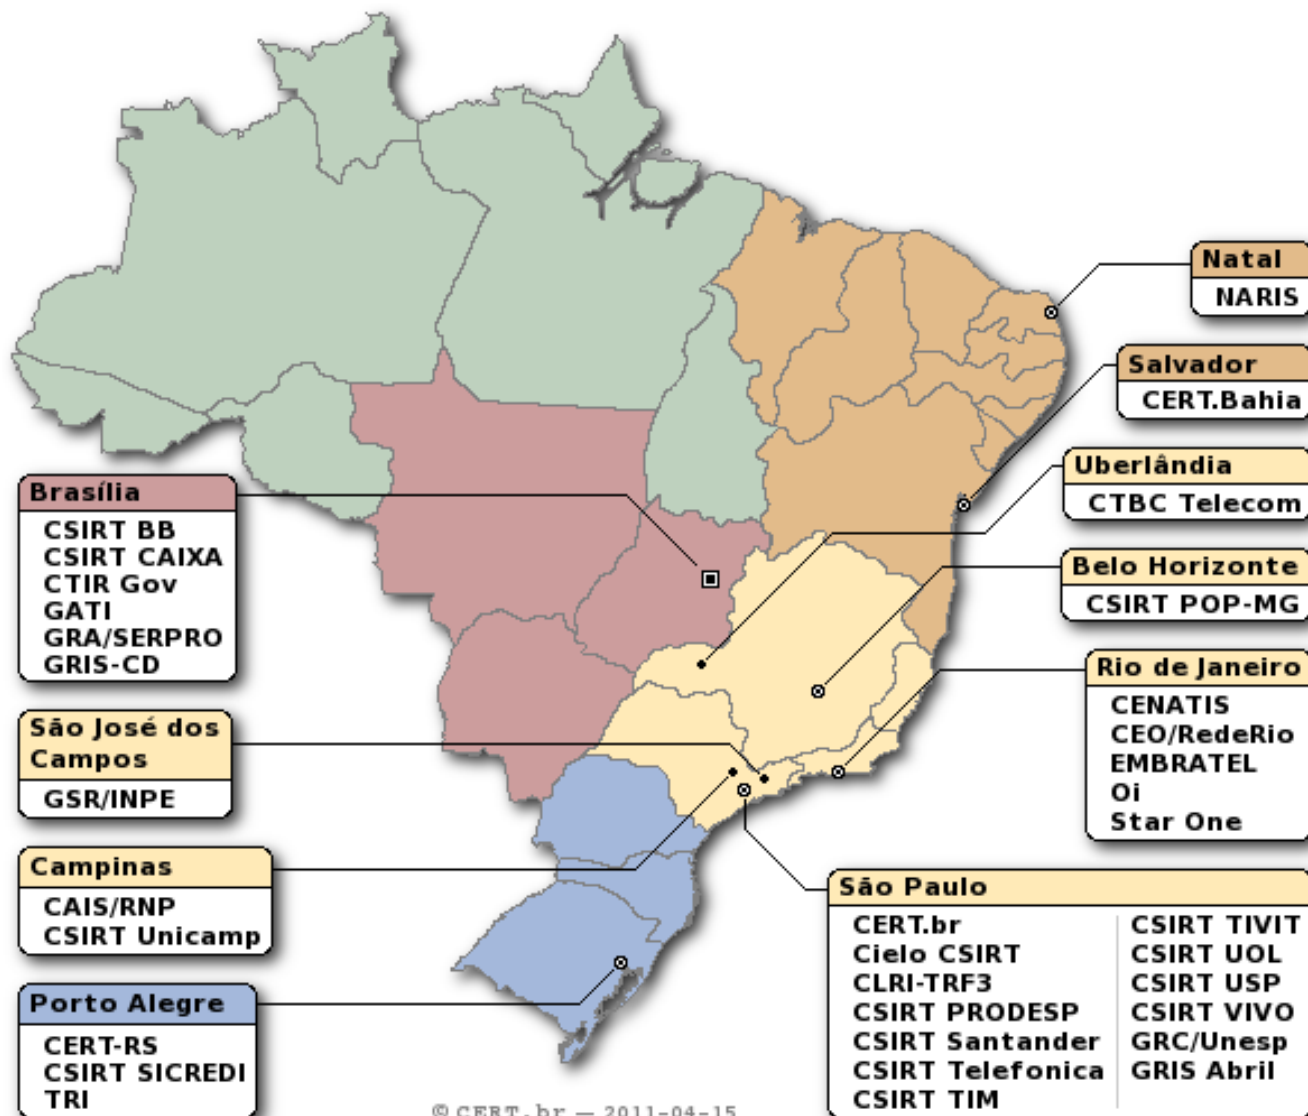 Natal
NARIS
Salvador
CERT.Bahia
Uberlândia
CTBC Telecom
Belo Horizonte
CSIRT POP-MG
Rio de Janeiro
CENATIS
CEO/RedeRio
EMBRATEL
Oi
Star One
Brasília
CSIRT BB
CSIRT CAIXA
CTIR Gov
GATI
GRA/SERPRO
GRIS-CD
São José dos
Campos
GSR/INPE
Campinas
CAIS/RNP
CSIRT Unicamp
Porto Alegre
CERT-RS
CSIRT SICREDI
TRI
São Paulo
CERT.br
Cielo CSIRT
CLRI-TRF3
CSIRT PRODESP
CSIRT Santander
CSIRT Telefonica
CSIRT TIM
CSIRT TIVIT
CSIRT UOL
CSIRT USP
CSIRT VIVO
GRC/Unesp
GRIS Abril
© CERT.br — 2011-04-15